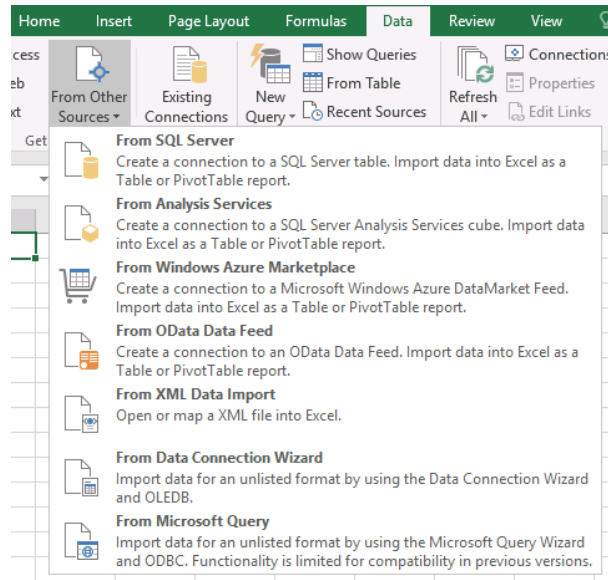 Home Insert Page Layout Formulas Data Review View
cess
eb
xt
From Other
Sources
Existing
Connections
New
Query
Show Queries
From Table
Recent Sources
Refresh
All
Connections
Properties
Edit Links
Get
From SQL Server
Create a connection to a SQL Server table. Import data into Excel as a
Table or PivotTable report.
From Analysis Services
Create a connection to a SQL Server Analysis Services cube. Import data
into Excel as a Table or PivotTable report.
From Windows Azure Marketplace
Create a connection to a Microsoft Windows Azure DataMarket Feed.
Import data into Excel as a Table or PivotTable report.
From OData Data Feed
Create a connection to an OData Data Feed. Import data into Excel as a
Table or PivotTable report.
From XML Data Import
Open or map a XML file into Excel.
From Data Connection Wizard
Import data for an unlisted format by using the Data Connection Wizard
and OLEDB.
From Microsoft Query
Import data for an unlisted format by using the Microsoft Query Wizard
and ODBC. Functionality is limited for compatibility in previous versions.